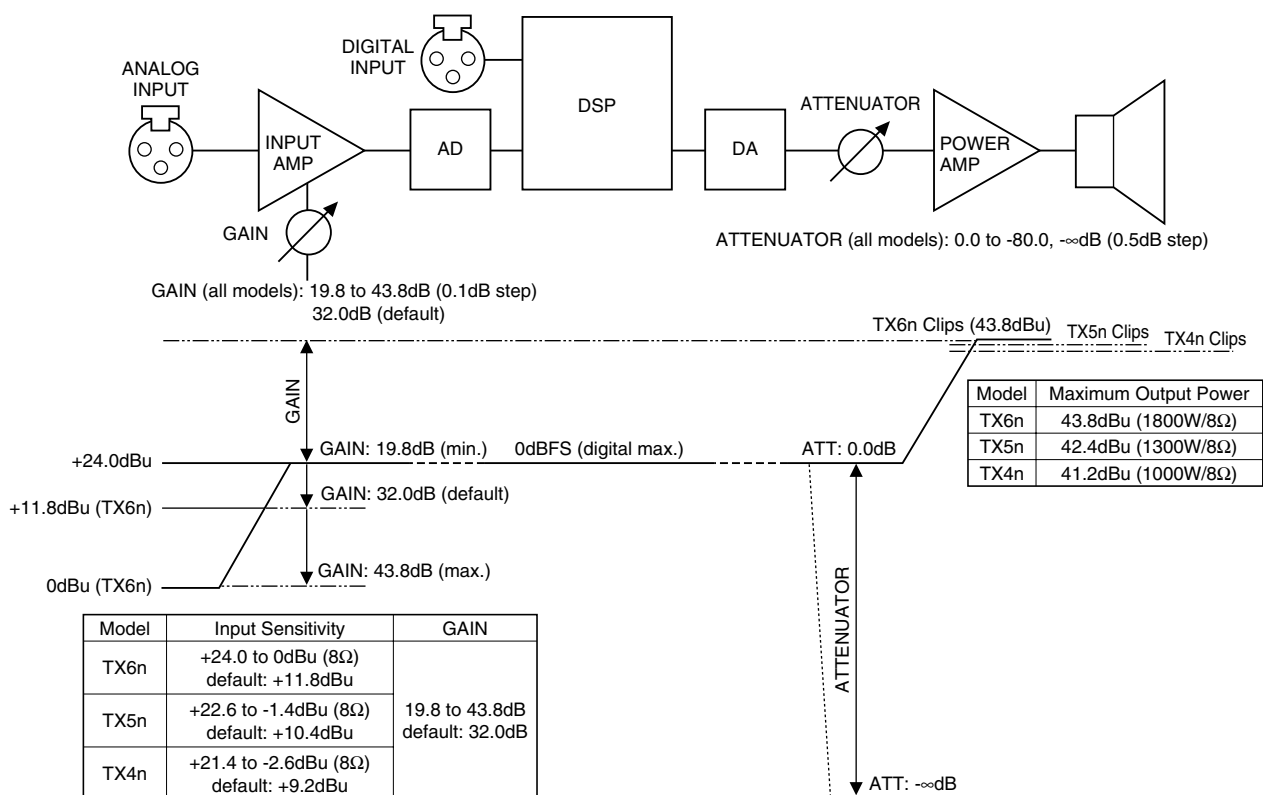 ANALOG
INPUT
DIGITAL
INPUT
INPUT
AMP
AD
DSP
DA
ATTENUATOR
POWER
AMP
GAIN
ATTENUATOR (all models): 0.0 to -80.0, -∞dB (0.5dB step)
GAIN (all models): 19.8 to 43.8dB (0.1dB step)
32.0dB (default)
TX6n Clips (43.8dBu)
TX5n Clips
TX4n Clips
GAIN
Model Maximum Output Power
TX6n 43.8dBu (1800W/8Ω)
TX5n 42.4dBu (1300W/8Ω)
TX4n 41.2dBu (1000W/8Ω)
+24.0dBu
GAIN: 19.8dB (min.)
0dBFS (digital max.)
ATT: 0.0dB
+11.8dBu (TX6n)
GAIN: 32.0dB (default)
0dBu (TX6n)
GAIN: 43.8dB (max.)
ATTENUATOR
Model Input Sensitivity GAIN
TX6n +24.0 to 0dBu (8Ω)
default: +11.8dBu
TX5n +22.6 to -1.4dBu (8Ω)
default: +10.4dBu
19.8 to 43.8dB
default: 32.0dB
TX4n +21.4 to -2.6dBu (8Ω)
default: +9.2dBu
ATT: -∞dB